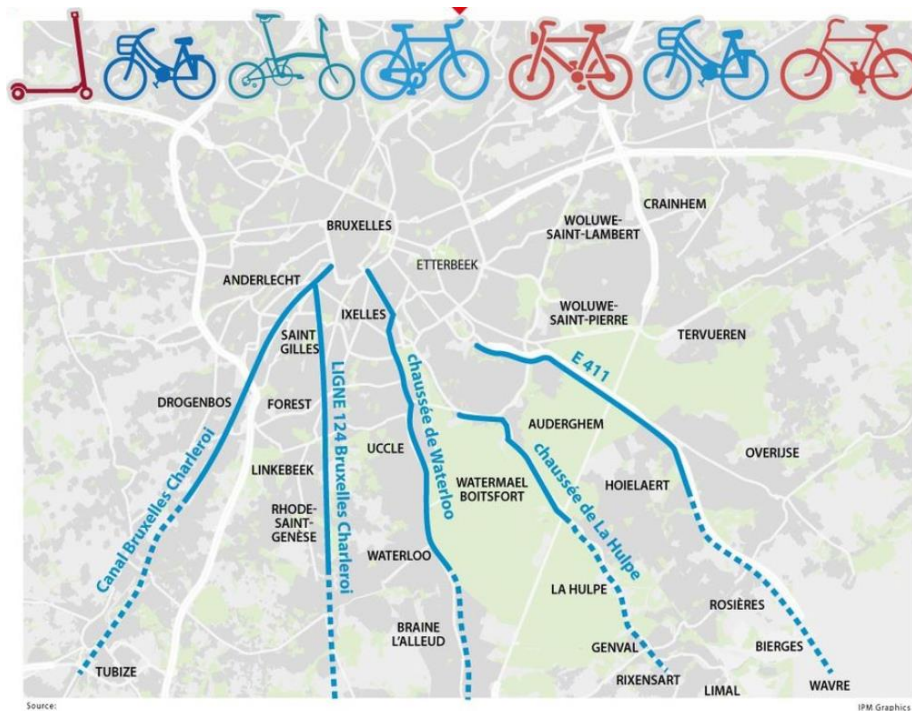 CRAINHEM
WOLUWE-
SAINT-LAMBERT
BRUXELLES
ETTERBEEK
ANDERLECHT
IXELLES
WOLUWE-
SAINT-PIERRE
TERVUEREN
SAINT
GILLES
E 411
DROGENBOS
FOREST
AUDERGHEM
UCCLE
OVERIJSE
LINKEBEEK
WATERMAEL
BOITSFORT
HOIELAERT
RHODE-
SAINT-
GENÈSE
WATERLOO
Canal Bruxelles Charleroi
LIGNE 124 Bruxelles Charleroi
chaussée de Waterloo
chaussée de La Hulpe
LA HULPE
ROSIÈRES
BRAINE
L'ALLEUD
GENVAL
BIERGES
TUBIZE
RIXENSART
LIMAL
WAVRE
Source:
IPM Graphics